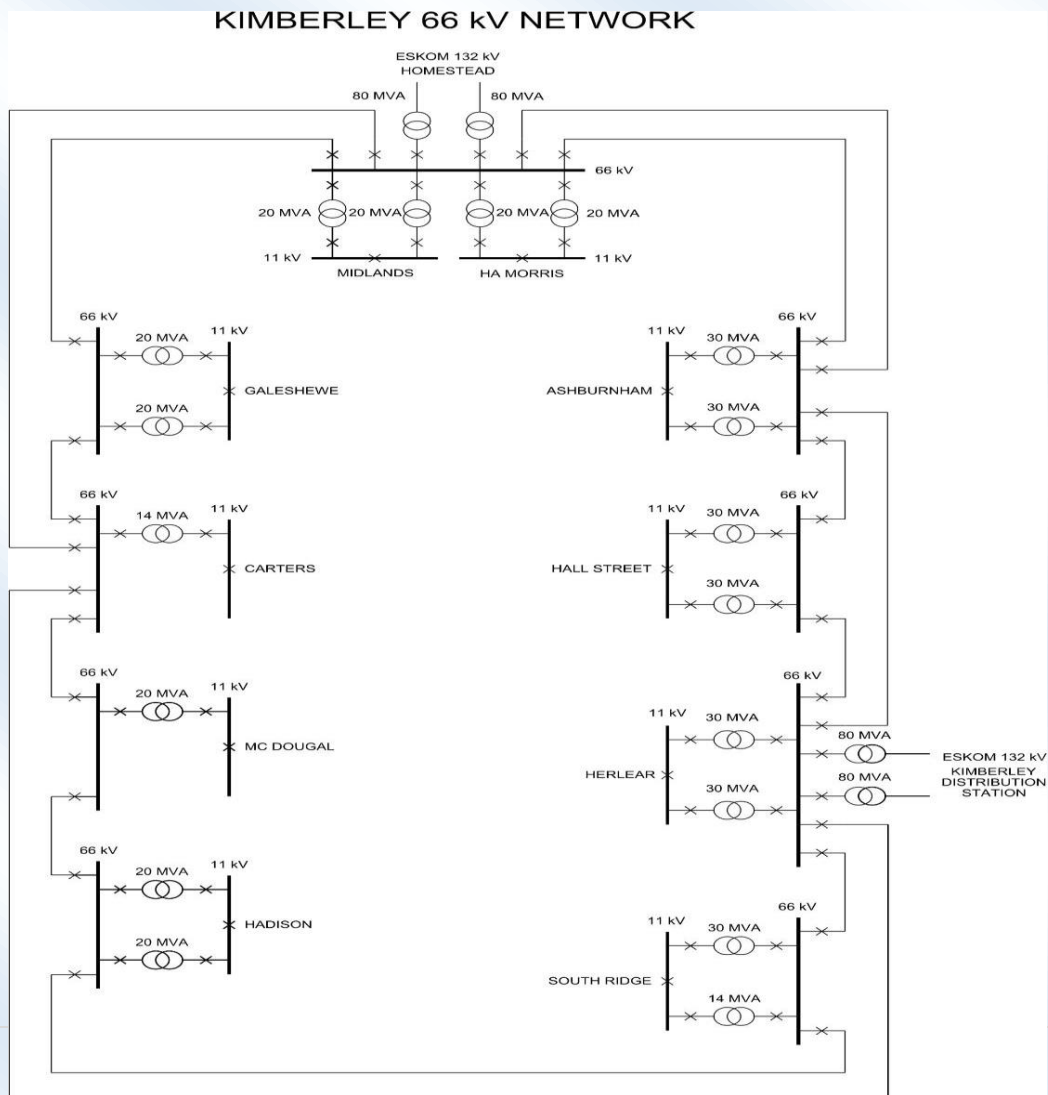 KIMBERLEY 66 kV NETWORK
ESKOM 132 kV
HOMESTEAD
80 MVA
80 MVA
66 kV
20 MVA
20 MVA
20 MVA
20 MVA
11 kV
11 kV
MIDLANDS
HA MORRIS
66 kV
20 MVA
11 kV
GALESHEWE
20 MVA
66 kV
14 MVA
11 kV
CARTERS
66 kV
20 MVA
11 kV
MC DOUGAL
66 kV
20 MVA
11 kV
HADISON
20 MVA
11 kV
30 MVA
66 kV
ASHBURNHAM
30 MVA
11 kV
30 MVA
66 kV
HALL STREET
30 MVA
66 kV
11 kV
30 MVA
80 MVA
HERLEAR
ESKOM 132 kV
KIMBERLEY
DISTRIBUTION
STATION
80 MVA
30 MVA
66 kV
11 kV
30 MVA
SOUTH RIDGE
14 MVA